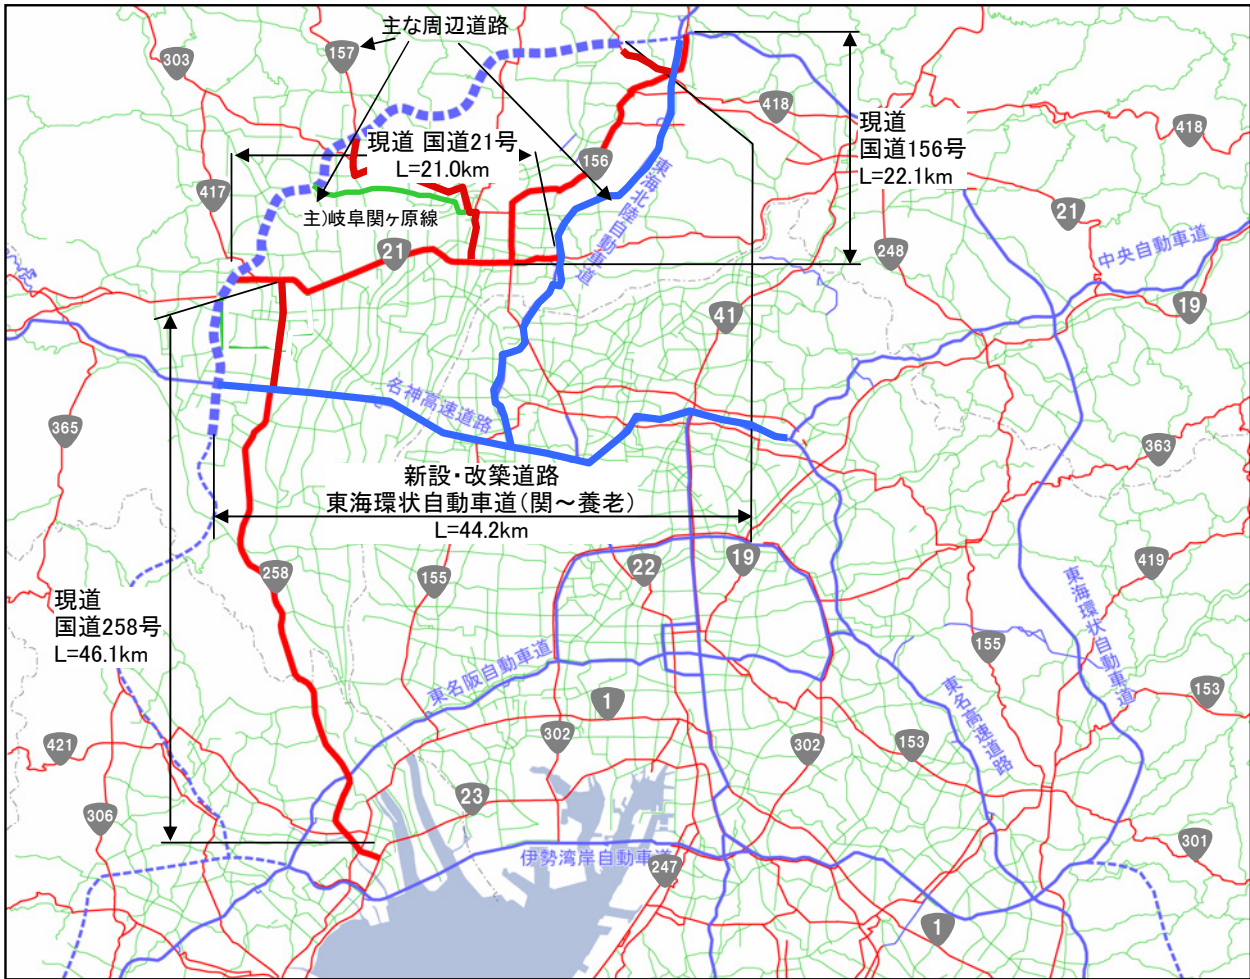 主な周辺道路
157
303
418
418
現道
国道156号
L=22.1km
現道 国道21号
L=21.0km
156
417
主)岐阜関ヶ原線
東海北陸自動車道
21
21
248
中央自動車道
19
41
名神高速道路
365
363
新設・改築道路
東海環状自動車道(関～養老)
L=44.2km
258
155
22
19
419
現道
国道258号
L=46.1km
東海環状自動車道
155
153
東名阪自動車道
東名高速道路
1
302
302
153
421
23
306
伊勢湾岸自動車道
247
301
1